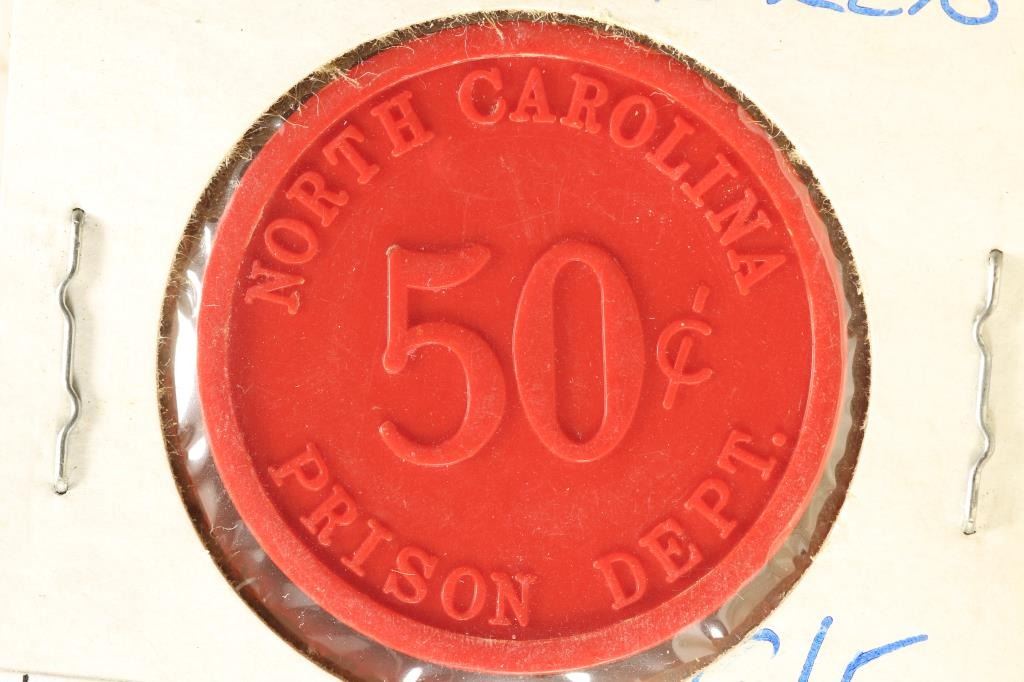 NORTH CAROLINA
50¢
PRISON DEPT.